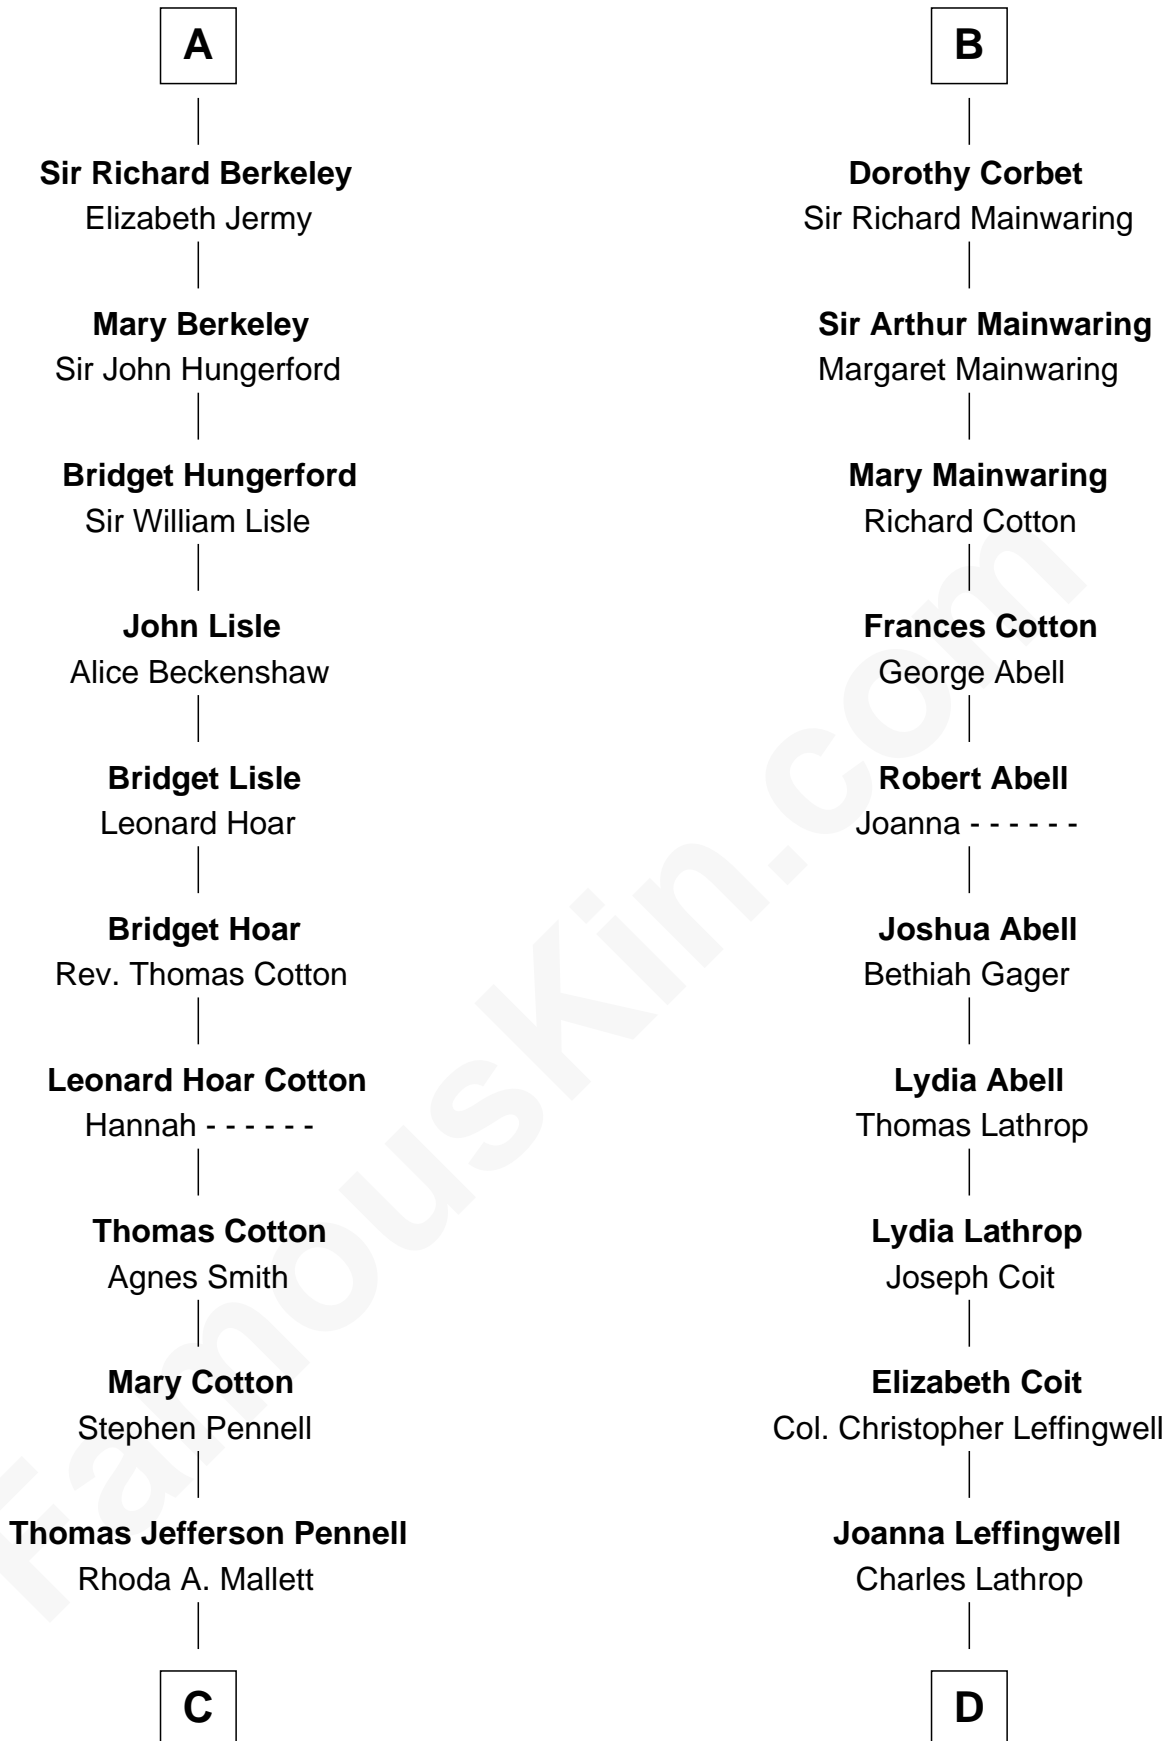 A
Sir Richard Berkeley
Elizabeth Jermy
Mary Berkeley
Sir John Hungerford
Bridget Hungerford
Sir William Lisle
John Lisle
Alice Beckenshaw
Bridget Lisle
Leonard Hoar
Bridget Hoar
Rev. Thomas Cotton
Leonard Hoar Cotton
Hannah - - - - - -
Thomas Cotton
Agnes Smith
Mary Cotton
Stephen Pennell
Thomas Jefferson Pennell
Rhoda A. Mallett
C
B
Dorothy Corbet
Sir Richard Mainwaring
Sir Arthur Mainwaring
Margaret Mainwaring
Mary Mainwaring
Richard Cotton
Frances Cotton
George Abell
Robert Abell
Joanna - - - - - -
Joshua Abell
Bethiah Gager
Lydia Abell
Thomas Lathrop
Lydia Lathrop
Joseph Coit
Elizabeth Coit
Col. Christopher Leffingwell
Joanna Leffingwell
Charles Lathrop
D
FamousKin.com